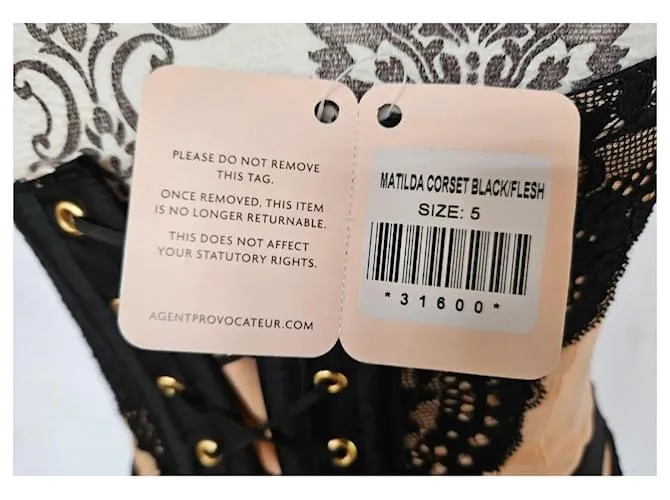 PLEASE DO NOT REMOVE
THIS TAG.
ONCE REMOVED, THIS ITEM
IS NO LONGER RETURNABLE.
THIS DOES NOT AFFECT
YOUR STATUTORY RIGHTS.
AGENTPROVOCATEUR.COM
MATILDA CORSET BLACK/FLESH
SIZE: 5
*31600*